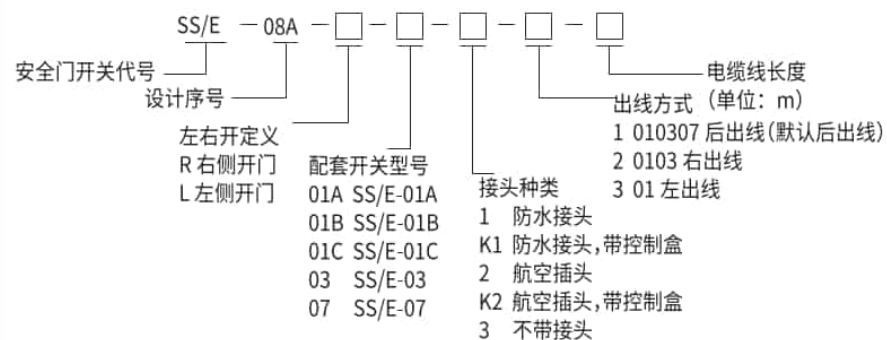 SS/E － 08A － □ － □ － □ － □ － □
安全门开关代号
设计序号
左右开定义
R 右侧开门
L 左侧开门
配套开关型号
01A SS/E-01A
01B SS/E-01B
01C SS/E-01C
03 SS/E-03
07 SS/E-07
接头种类
1 防水接头
K1 防水接头,带控制盒
2 航空插头
K2 航空插头,带控制盒
3 不带接头
出线方式
1 010307 后出线(默认后出线)
2 0103 右出线
3 01 左出线
电缆线长度
(单位：m)